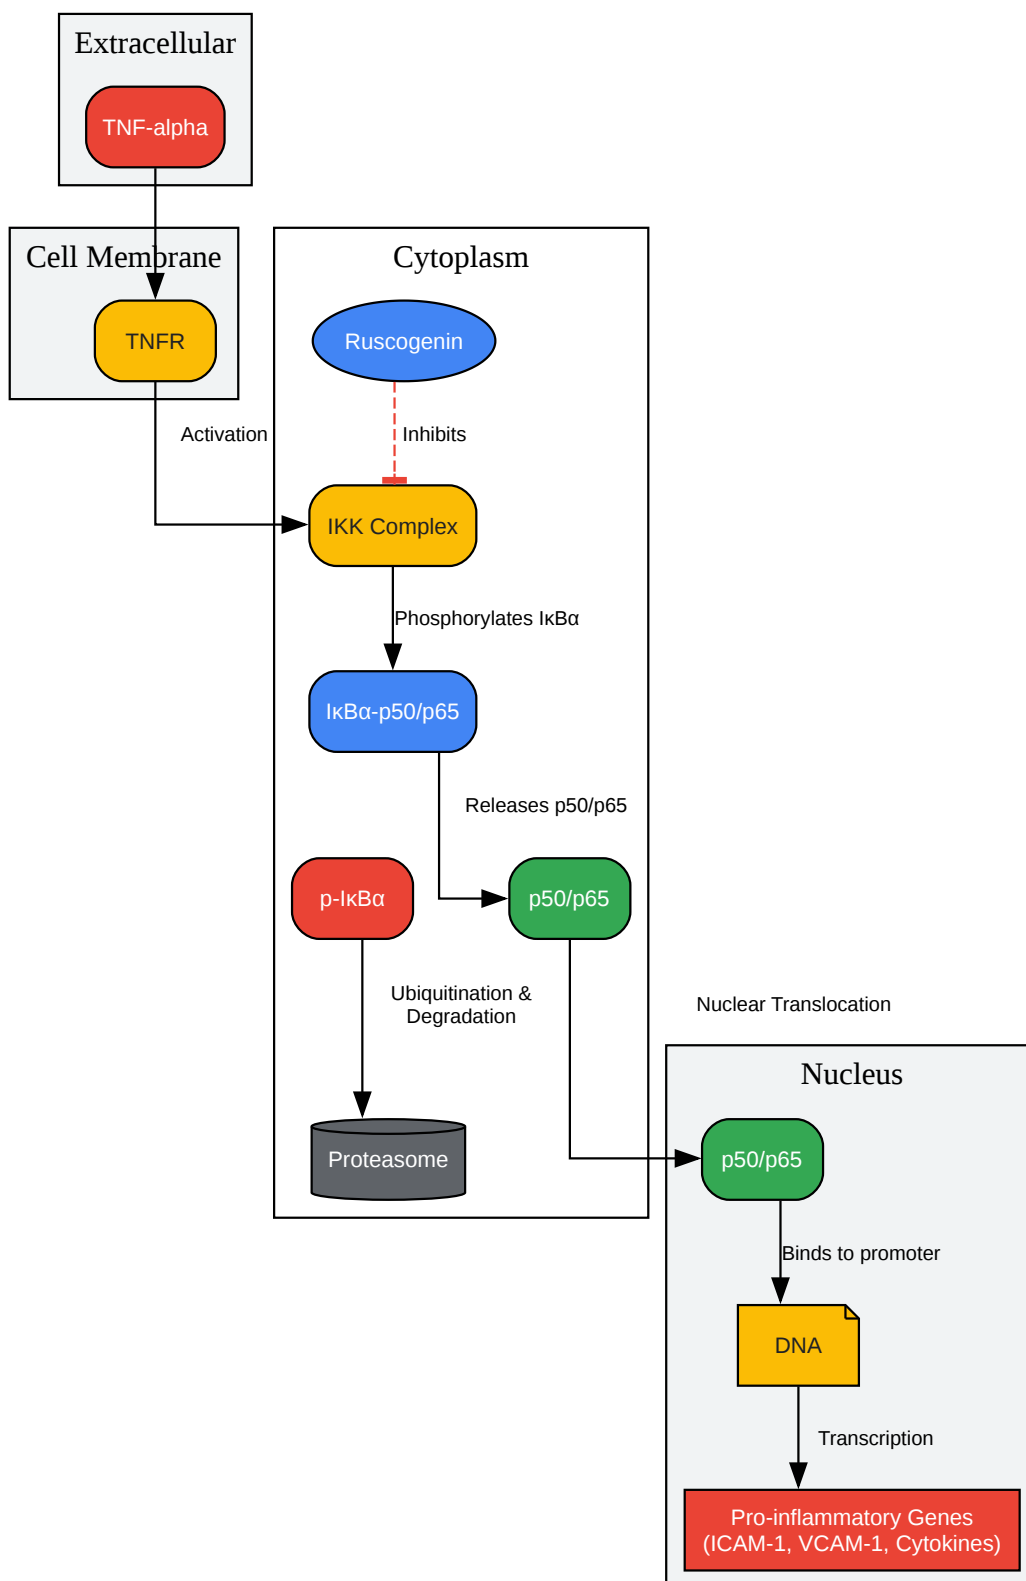 Extracellular
TNF-alpha
Cell Membrane
TNFR
Cytoplasm
Ruscogenin
Activation
Inhibits
IKK Complex
Phosphorylates IκBα
IκBα-p50/p65
Releases p50/p65
p-IκBα
p50/p65
Ubiquitination &
Degradation
Nuclear Translocation
Proteasome
Nucleus
p50/p65
Binds to promoter
DNA
Transcription
Pro-inflammatory Genes
(ICAM-1, VCAM-1, Cytokines)